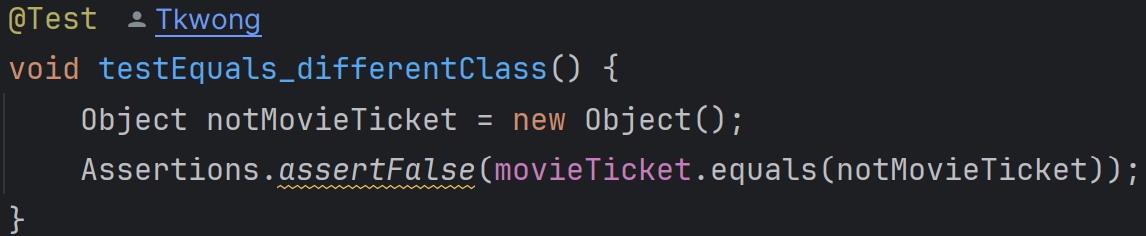 @Test Tkwong
void testEquals_differentClass() {
Object notMovieTicket = new Object();
Assertions.assertFalse(movieTicket.equals(notMovieTicket));
}